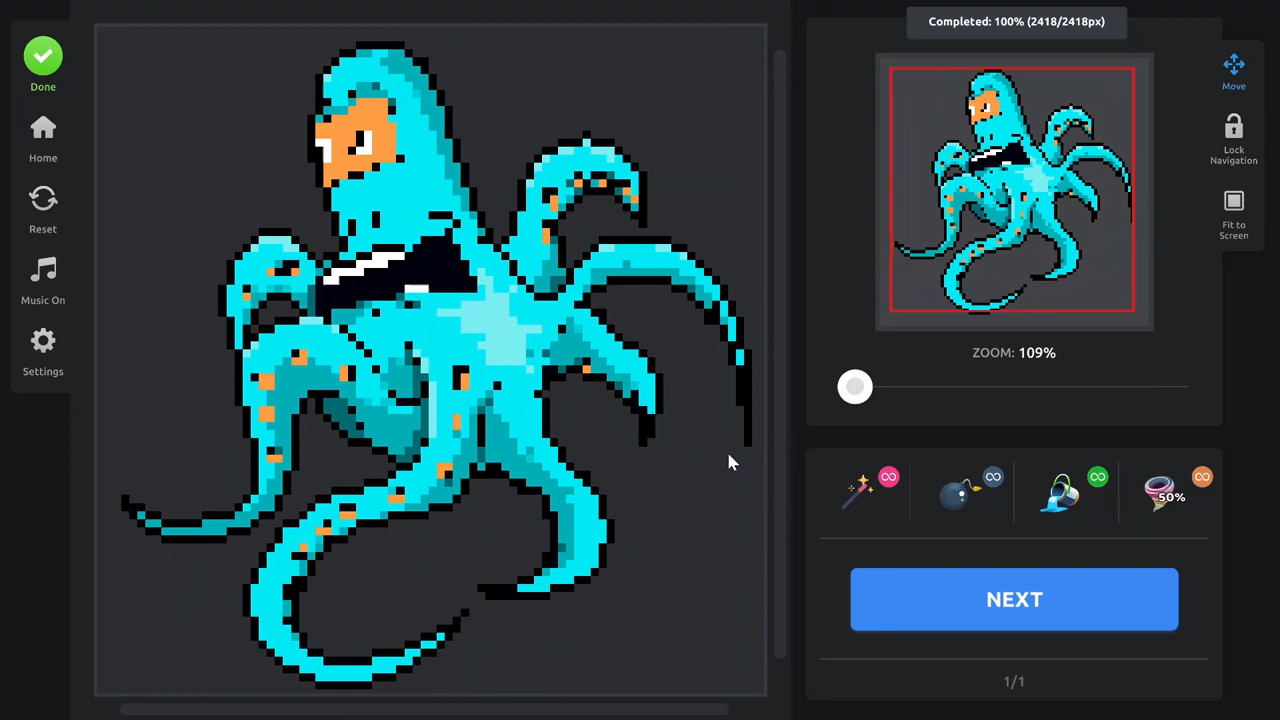 Completed: 100% (2418/2418px)
Done
Home
Reset
Music On
Settings
Move
Lock
Navigation
Fit to
Screen
ZOOM: 109%
50%
NEXT
1/1